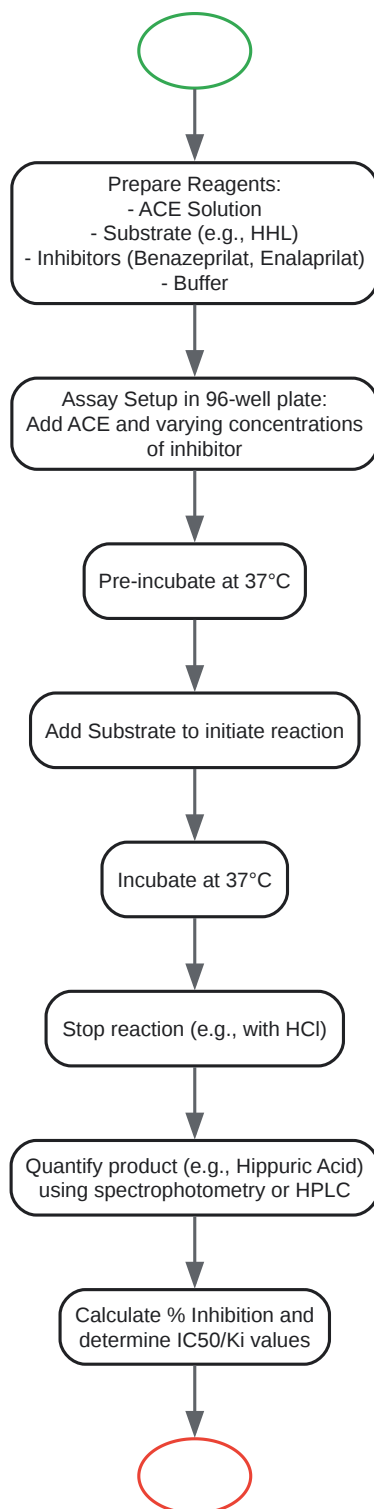 Prepare Reagents:
- ACE Solution
- Substrate (e.g., HHL)
- Inhibitors (Benazeprilat, Enalaprilat)
- Buffer
Assay Setup in 96-well plate:
Add ACE and varying concentrations
of inhibitor
Pre-incubate at 37°C
Add Substrate to initiate reaction
Incubate at 37°C
Stop reaction (e.g., with HCl)
Quantify product (e.g., Hippuric Acid)
using spectrophotometry or HPLC
Calculate % Inhibition and
determine IC50/Ki values